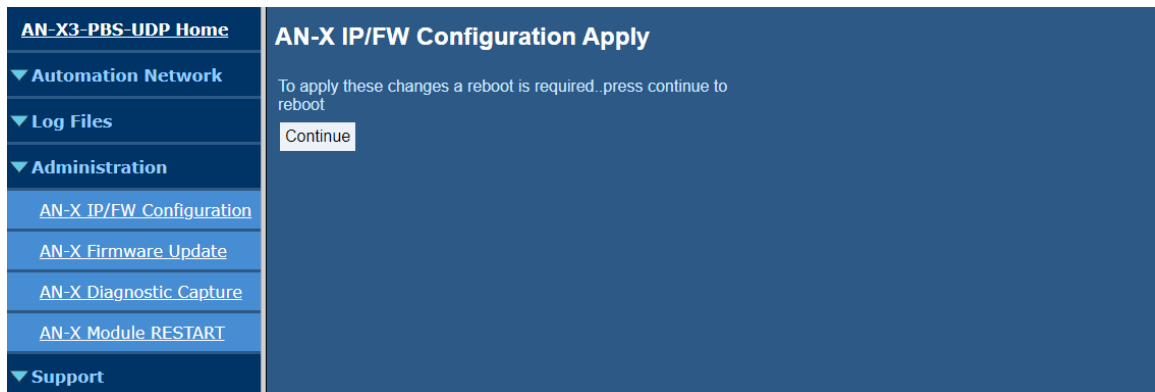 AN-X3-PBS-UDP Home
Automation Network
Log Files
Administration
AN-X IP/FW Configuration
AN-X Firmware Update
AN-X Diagnostic Capture
AN-X Module RESTART
Support
AN-X IP/FW Configuration Apply
To apply these changes a reboot is required..press continue to
reboot
Continue